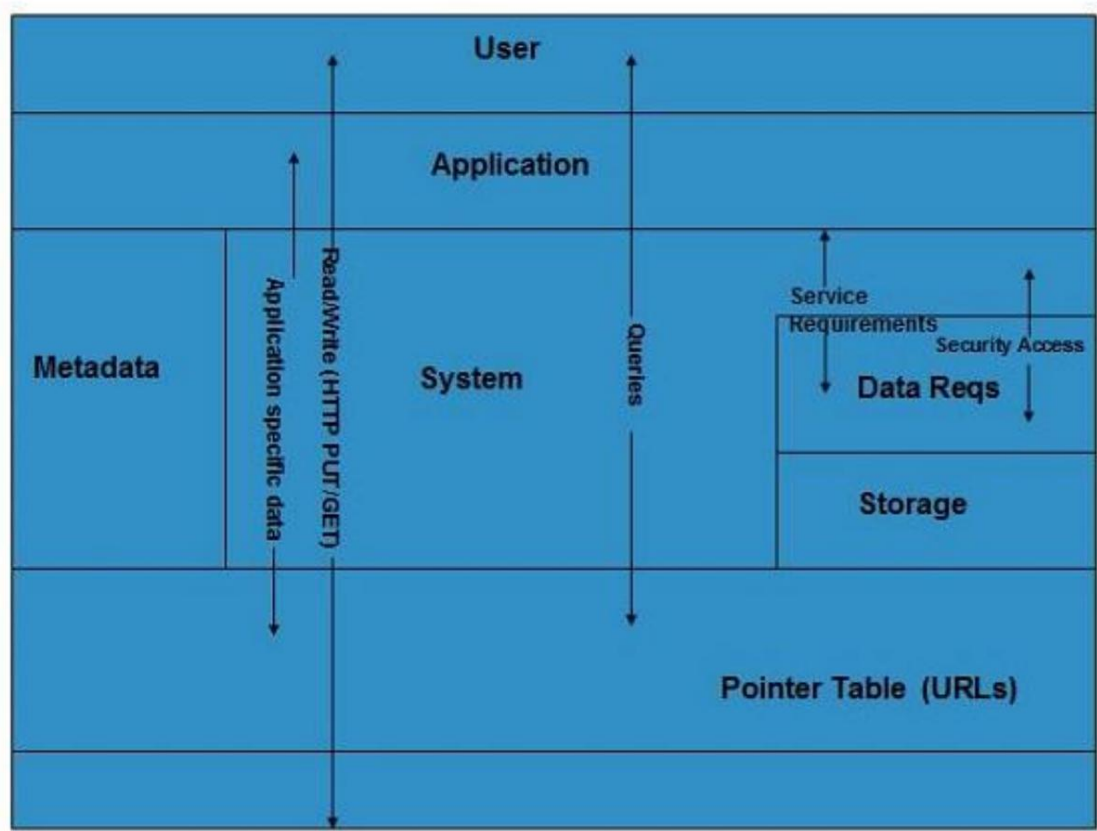 User
Application
Metadata
Application specific data
Read/Write (HTTP PUT/GET)
System
Queries
Service
Requirements
Security Access
Data Reqs
Storage
Pointer Table (URLs)